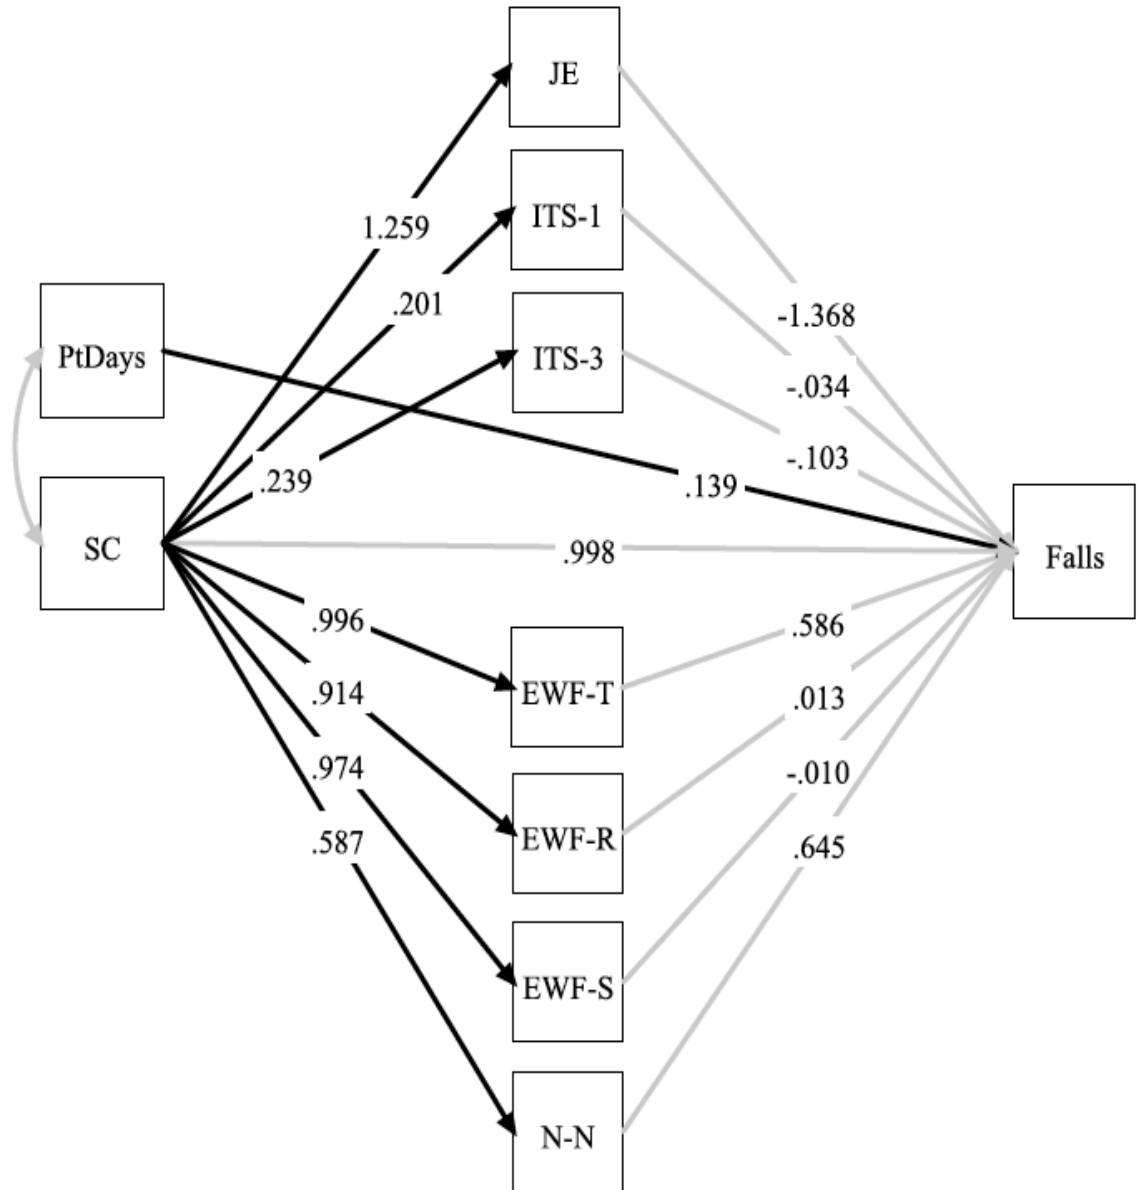 JE
ITS-1
1.259
.201
-1.368
PtDays
ITS-3
-.034
-.103
.239
.139
SC
.998
Falls
.996
.586
EWF-T
.914
.013
.974
-.010
EWF-R
.587
.645
EWF-S
N-N